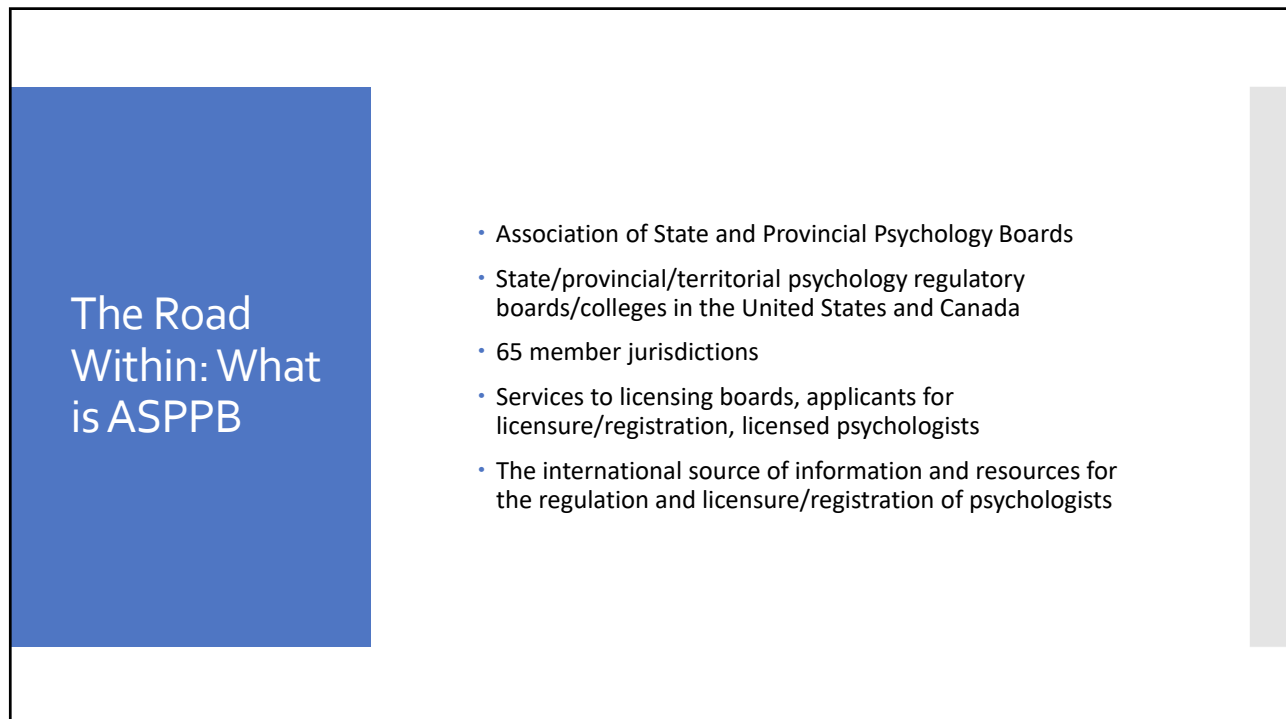 The Road
Within: What
is ASPPB
• Association of State and Provincial Psychology Boards
• State/provincial/territorial psychology regulatory
boards/colleges in the United States and Canada
• 65 member jurisdictions
• Services to licensing boards, applicants for
licensure/registration, licensed psychologists
• The international source of information and resources for
the regulation and licensure/registration of psychologists